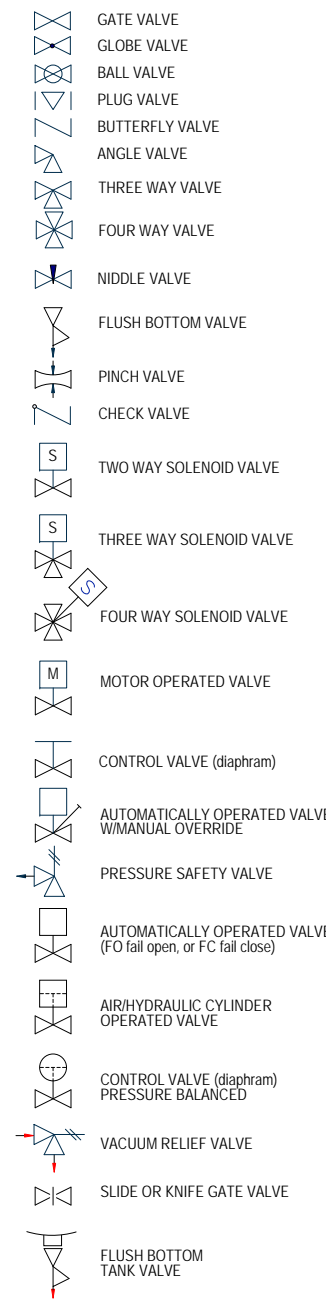 GATE VALVE
GLOBE VALVE
BALL VALVE
PLUG VALVE
BUTTERFLY VALVE
ANGLE VALVE
THREE WAY VALVE
FOUR WAY VALVE
NIDDLE VALVE
FLUSH BOTTOM VALVE
PINCH VALVE
CHECK VALVE
S
TWO WAY SOLENOID VALVE
S
THREE WAY SOLENOID VALVE
S
FOUR WAY SOLENOID VALVE
M
MOTOR OPERATED VALVE
CONTROL VALVE (diaphram)
AUTOMATICALLY OPERATED VALVE
W/MANUAL OVERRIDE
PRESSURE SAFETY VALVE
AUTOMATICALLY OPERATED VALVE
(FO fail open, or FC fail close)
AIR/HYDRAULIC CYLINDER
OPERATED VALVE
CONTROL VALVE (diaphram)
PRESSURE BALANCED
VACUUM RELIEF VALVE
SLIDE OR KNIFE GATE VALVE
FLUSH BOTTOM
TANK VALVE